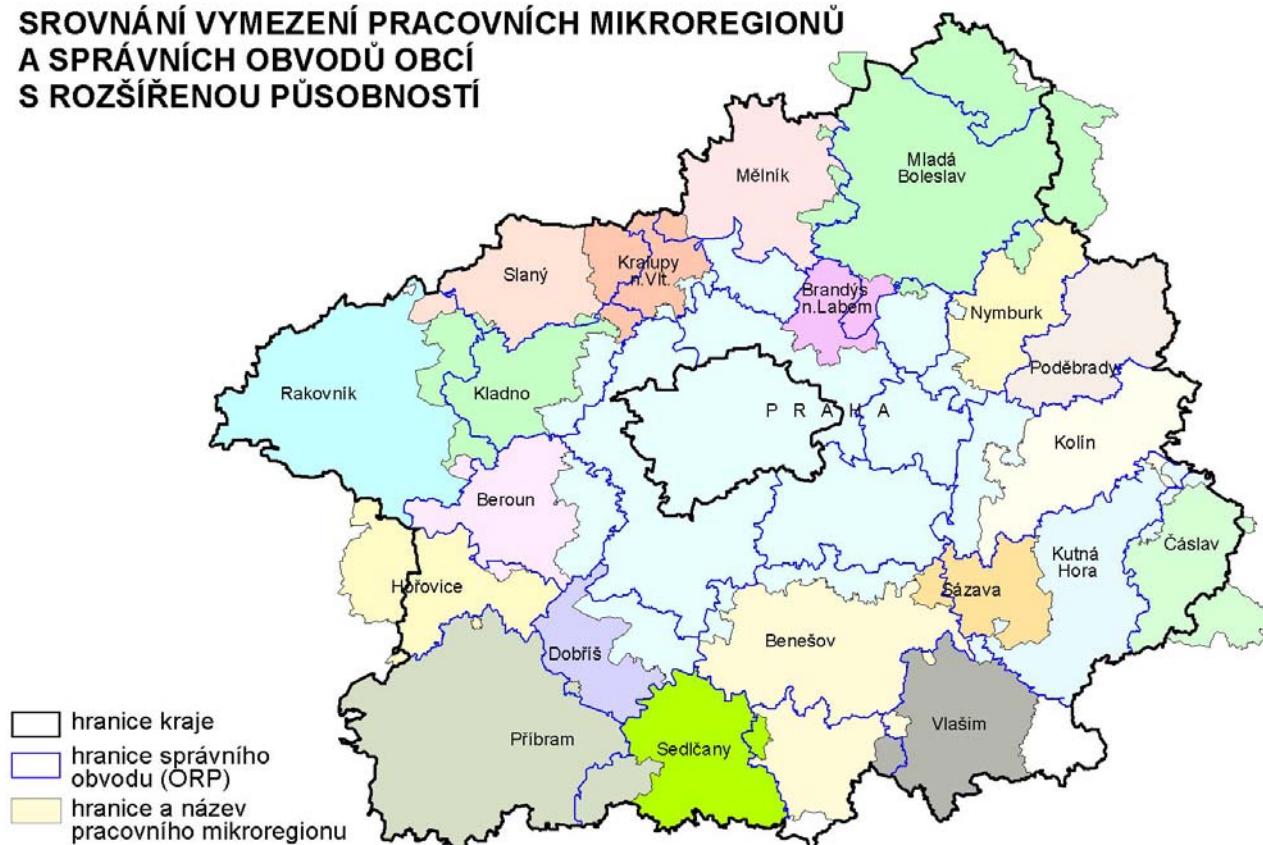 SROVNÁNÍ VYMEZENÍ PRACOVNÍCH MIKROREGIONŮ
A SPRÁVNÍCH OBVODŮ OBCÍ
S ROZŠÍŘENOU PŮSOBNOSTÍ
Mělník
Mladá
Boleslav
Slaný
Kralupy
n.Vlt.
Brandýs
n.Labem
Nymburk
Poděbrady
Rakovník
Kladno
PRAHA
Kolín
Beroun
Kutná
Hora
Čáslav
Hořovice
Sázava
Dobříš
Benešov
Příbram
Sedlčany
Vlašim
hranice kraje
hranice správního
obvodu (ORP)
hranice a název
pracovního mikroregionu